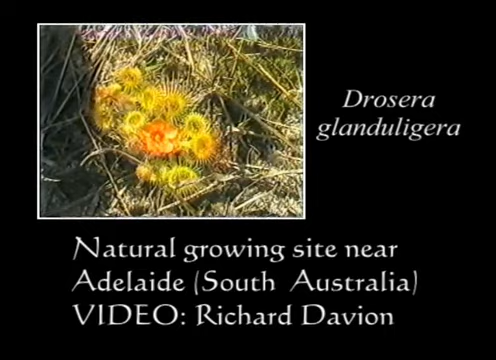 Drosera
glanduligera
Natural growing site near
Adelaide (South Australia)
VIDEO: Richard Davion